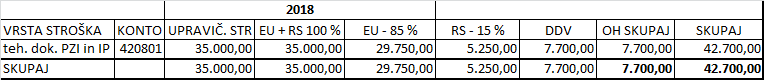 2018
VRSTA STROŠKA KONTO UPRAVIČ. STR EU + RS 100 % EU - 85 % RS - 15 % DDV OH SKUPAJ SKUPAJ
teh. dok. PZI in IP 420801 35.000,00 35.000,00 29.750,00 5.250,00 7.700,00 7.700,00 42.700,00
SKUPAJ 35.000,00 35.000,00 29.750,00 5.250,00 7.700,00 7.700,00 42.700,00